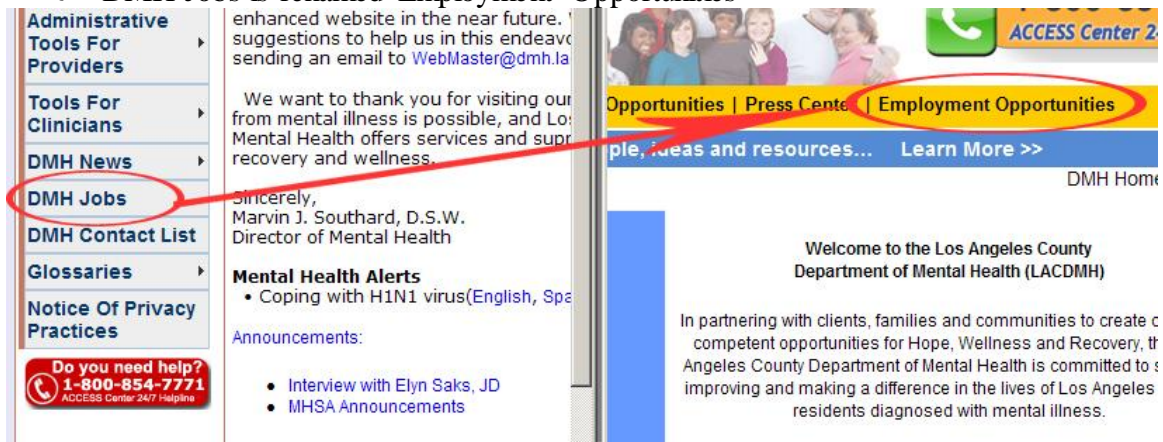 Administrative
Tools For
Providers
Tools For
Clinicians
DMH News
DMH Jobs
DMH Contact List
Glossaries
Notice Of Privacy
Practices
Do you need help?
1-800-854-7771
ACCESS Center 24/7 Helpline
enhanced website in the near future.
suggestions to help us in this
sending an email to WebMaster@dmh.la
We want to thank you for visiting our
from mental illness is possible, and
Mental Health offers services and
recovery and wellness.
Sincerely,
Marvin J. Southard, D.S.W.
Director of Mental Health
Mental Health Alerts
• Coping with H1N1 virus(English,
Announcements:
• Interview with Elyn Saks, JD
• MHSA Announcements
ACCESS Center
Opportunities | Press Center | Employment Opportunities
ple, ideas and resources... Learn More >>
DMH Home
Welcome to the Los Angeles County
Department of Mental Health (LACDMH)
In partnering with clients, families and communities to create
competent opportunities for Hope, Wellness and Recovery,
Angeles County Department of Mental Health is committed to
improving and making a difference in the lives of Los Angeles
residents diagnosed with mental illness.